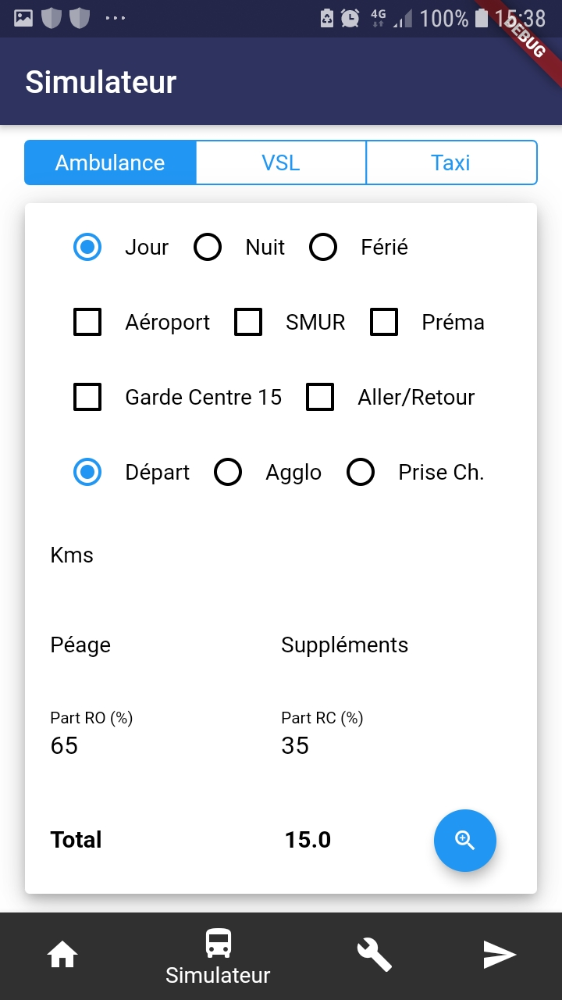 4G 100% 15:38
DEBUG
Simulateur
Ambulance VSL Taxi
Jour Nuit Férié
Aéroport SMUR Préma
Garde Centre 15 Aller/Retour
Départ Agglo Prise Ch.
Kms
Péage Suppléments
Part RO (%) Part RC (%)
65 35
Total 15.0
Simulateur